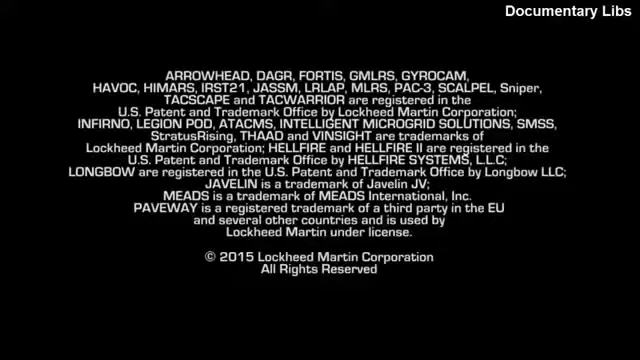 Documentary Libs
ARROWHEAD, DAGR, FORTIS, GMLRS, GYROCAM,
HAVOC, HIMARS, IRST21, JASSM, LRLAP, MLRS, PAC-3, SCALPEL, Sniper,
TACSCAPE and TACWARRIOR are registered in the
U.S. Patent and Trademark Office by Lockheed Martin Corporation;
INFIRNO, LEGION POD, ATACMS, INTELLIGENT MICROGRID SOLUTIONS, SMSS,
StratusRising, THAAD and VINSIGHT are trademarks of
Lockheed Martin Corporation; HELLFIRE and HELLFIRE II are registered in the
U.S. Patent and Trademark Office by HELLFIRE SYSTEMS, L.L.C;
LONGBOW are registered in the U.S. Patent and Trademark Office by Longbow LLC;
JAVELIN is a trademark of Javelin JV;
MEADS is a trademark of MEADS International, Inc.
PAVEWAY is a registered trademark of a third party in the EU
and several other countries and is used by
Lockheed Martin under license.
© 2015 Lockheed Martin Corporation
All Rights Reserved